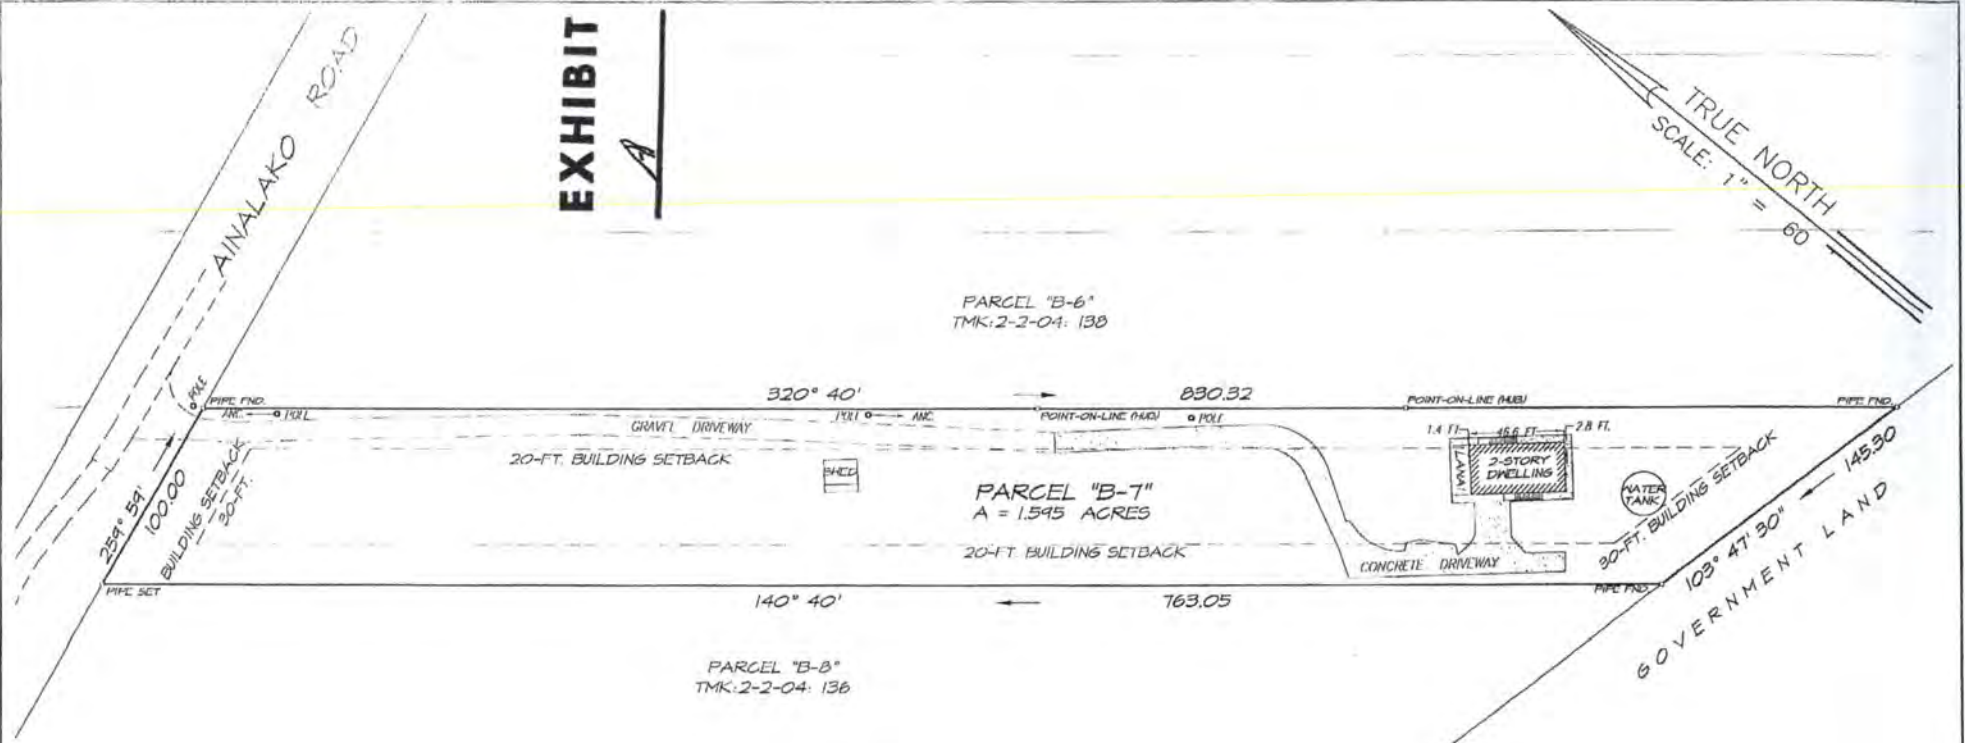 EXHIBIT
A
AINALAKO ROAD
TRUE NORTH
SCALE: 1" = 60
PARCEL "B-6"
TMK:2-2-04: 138
POLE
PIPE FND.
320° 40'
830.32
ANC.
POLE
POLE
ANC.
POINT-ON-LINE (HUB)
POLE
POINT-ON-LINE (HUB)
PIPE FND.
GRAVEL DRIVEWAY
1.4 FT.
46.6 FT.
2.8 FT.
20-FT. BUILDING SETBACK
SHED
LANAI
2-STORY
DWELLING
WATER
TANK
145.30
259° 59'
100.00
BUILDING SETBACK
30-FT.
PARCEL "B-7"
A = 1.595 ACRES
20-FT. BUILDING SETBACK
CONCRETE DRIVEWAY
30-FT. BUILDING SETBACK
103° 47' 30"
GOVERNMENT LAND
PIPE SET
140° 40'
763.05
PIPE FND.
PARCEL "B-8"
TMK:2-2-04: 136